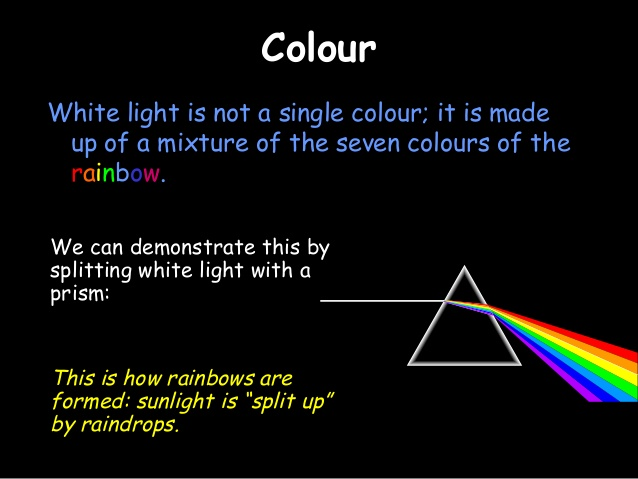 Colour
White light is not a single colour; it is made
up of a mixture of the seven colours of the
rainbow.
We can demonstrate this by
splitting white light with a
prism:
This is how rainbows are
formed: sunlight is “split up”
by raindrops.